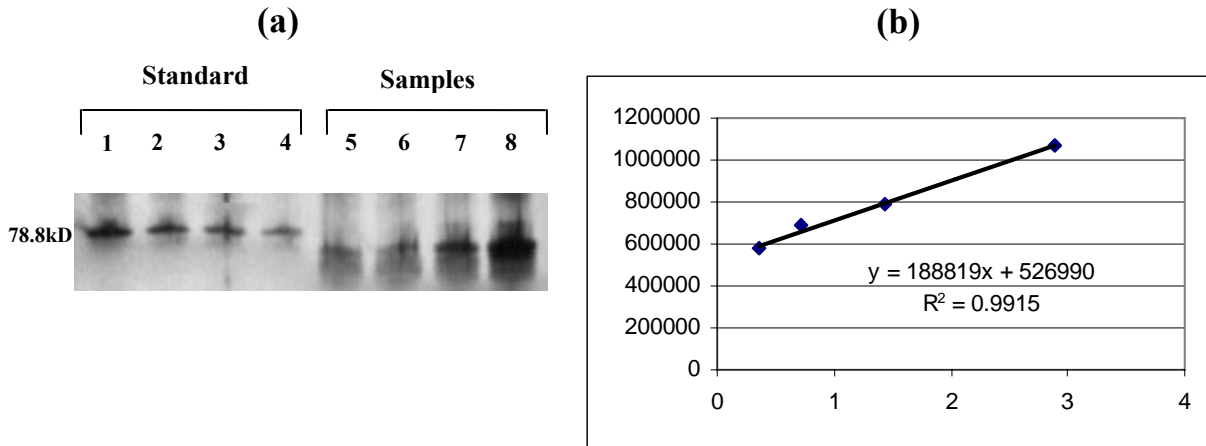 (a)
Standard
Samples
1 2 3 4 5 6 7 8
78.8kD
(b)
1200000
1000000
800000
600000
400000
200000
0
y = 188819x + 526990
R² = 0.9915
0 1 2 3 4